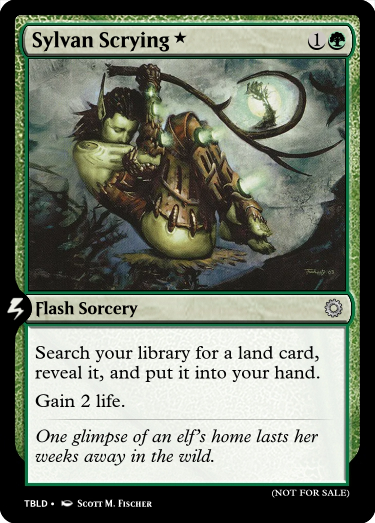 Sylvan Scrying ★ 1
Flash Sorcery
Search your library for a land card,
reveal it, and put it into your hand.
Gain 2 life.
One glimpse of an elf's home lasts her
weeks away in the wild.
(NOT FOR SALE)
TBLD • Scott M. Fischer